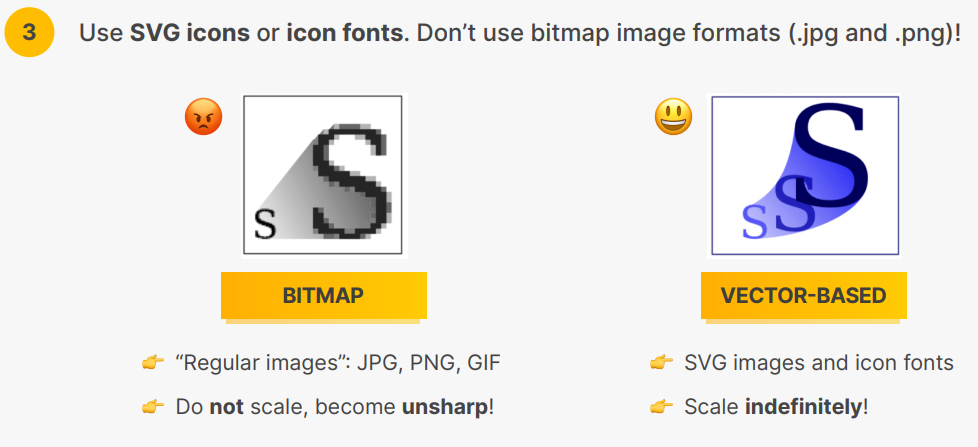 3
Use SVG icons or icon fonts. Don’t use bitmap image formats (.jpg and .png)!
S S
S S S
BITMAP
VECTOR-BASED
“Regular images”: JPG, PNG, GIF
Do not scale, become unsharp!
SVG images and icon fonts
Scale indefinitely!